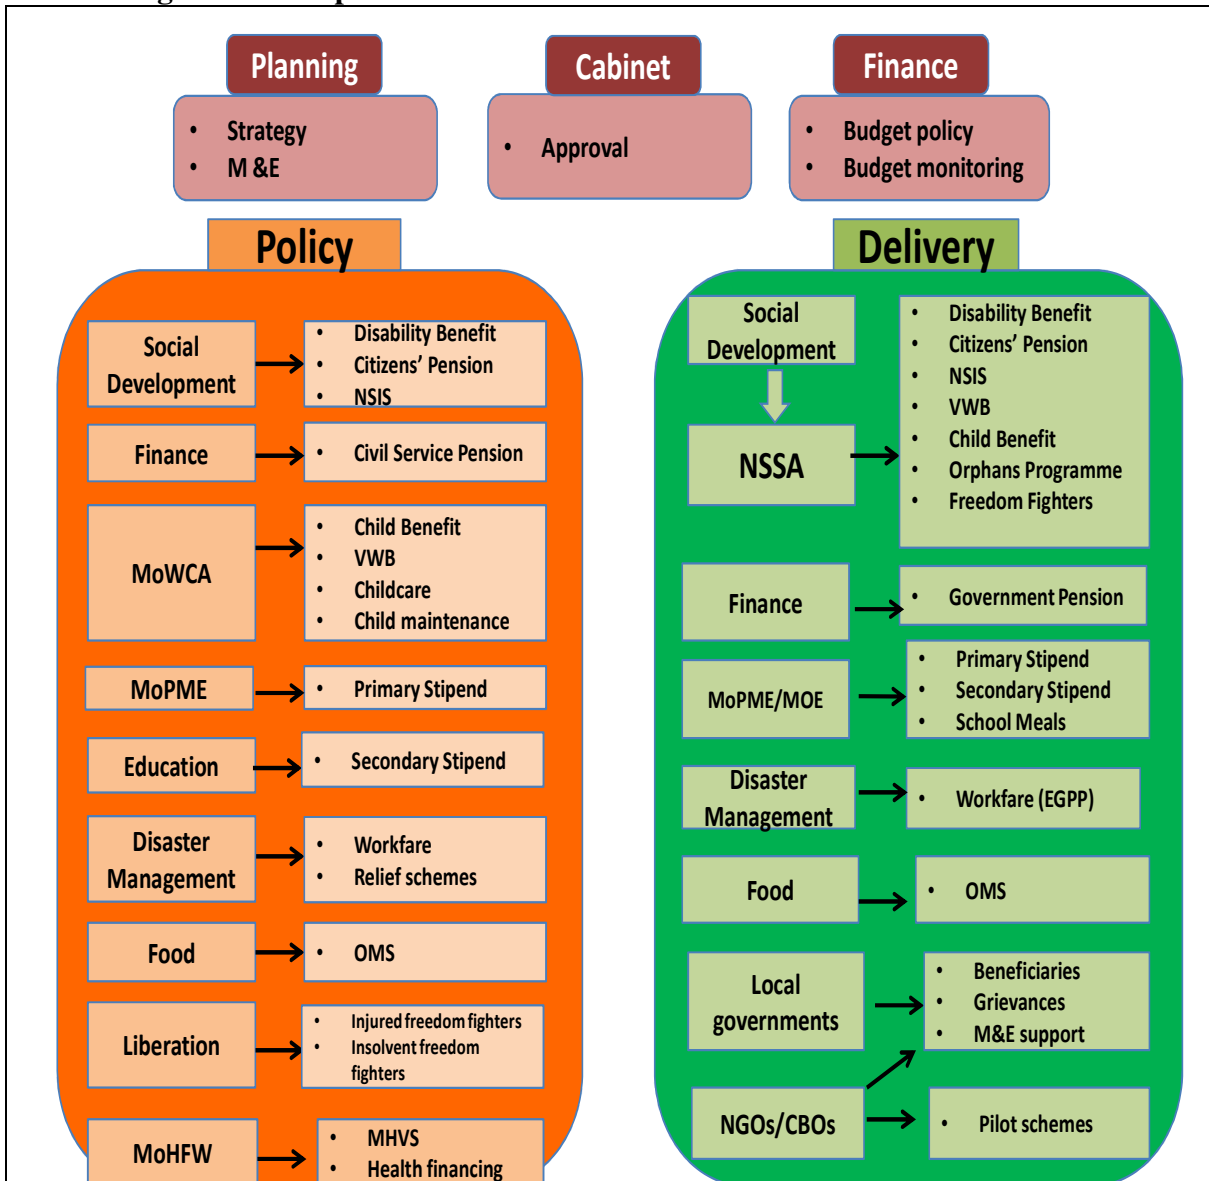 Planning
Cabinet
Finance
• Strategy
• M &E
• Approval
• Budget policy
• Budget monitoring
Policy
Social
Development
• Disability Benefit
• Citizens’ Pension
• NSIS
Finance
• Civil Service Pension
MoWCA
• Child Benefit
• VWB
• Childcare
• Child maintenance
MoPME
• Primary Stipend
Education
• Secondary Stipend
Disaster
Management
• Workfare
• Relief schemes
Food
• OMS
Liberation
• Injured freedom fighters
• Insolvent freedom
fighters
MoHFW
• MHVS
• Health financing
Delivery
Social
Development
NSSA
• Disability Benefit
• Citizens’ Pension
• NSIS
• VWB
• Child Benefit
• Orphans Programme
• Freedom Fighters
Finance
• Government Pension
MoPME/MOE
• Primary Stipend
• Secondary Stipend
• School Meals
Disaster
Management
• Workfare (EGPP)
Food
• OMS
Local
governments
• Beneficiaries
• Grievances
• M&E support
NGOs/CBOs
• Pilot schemes